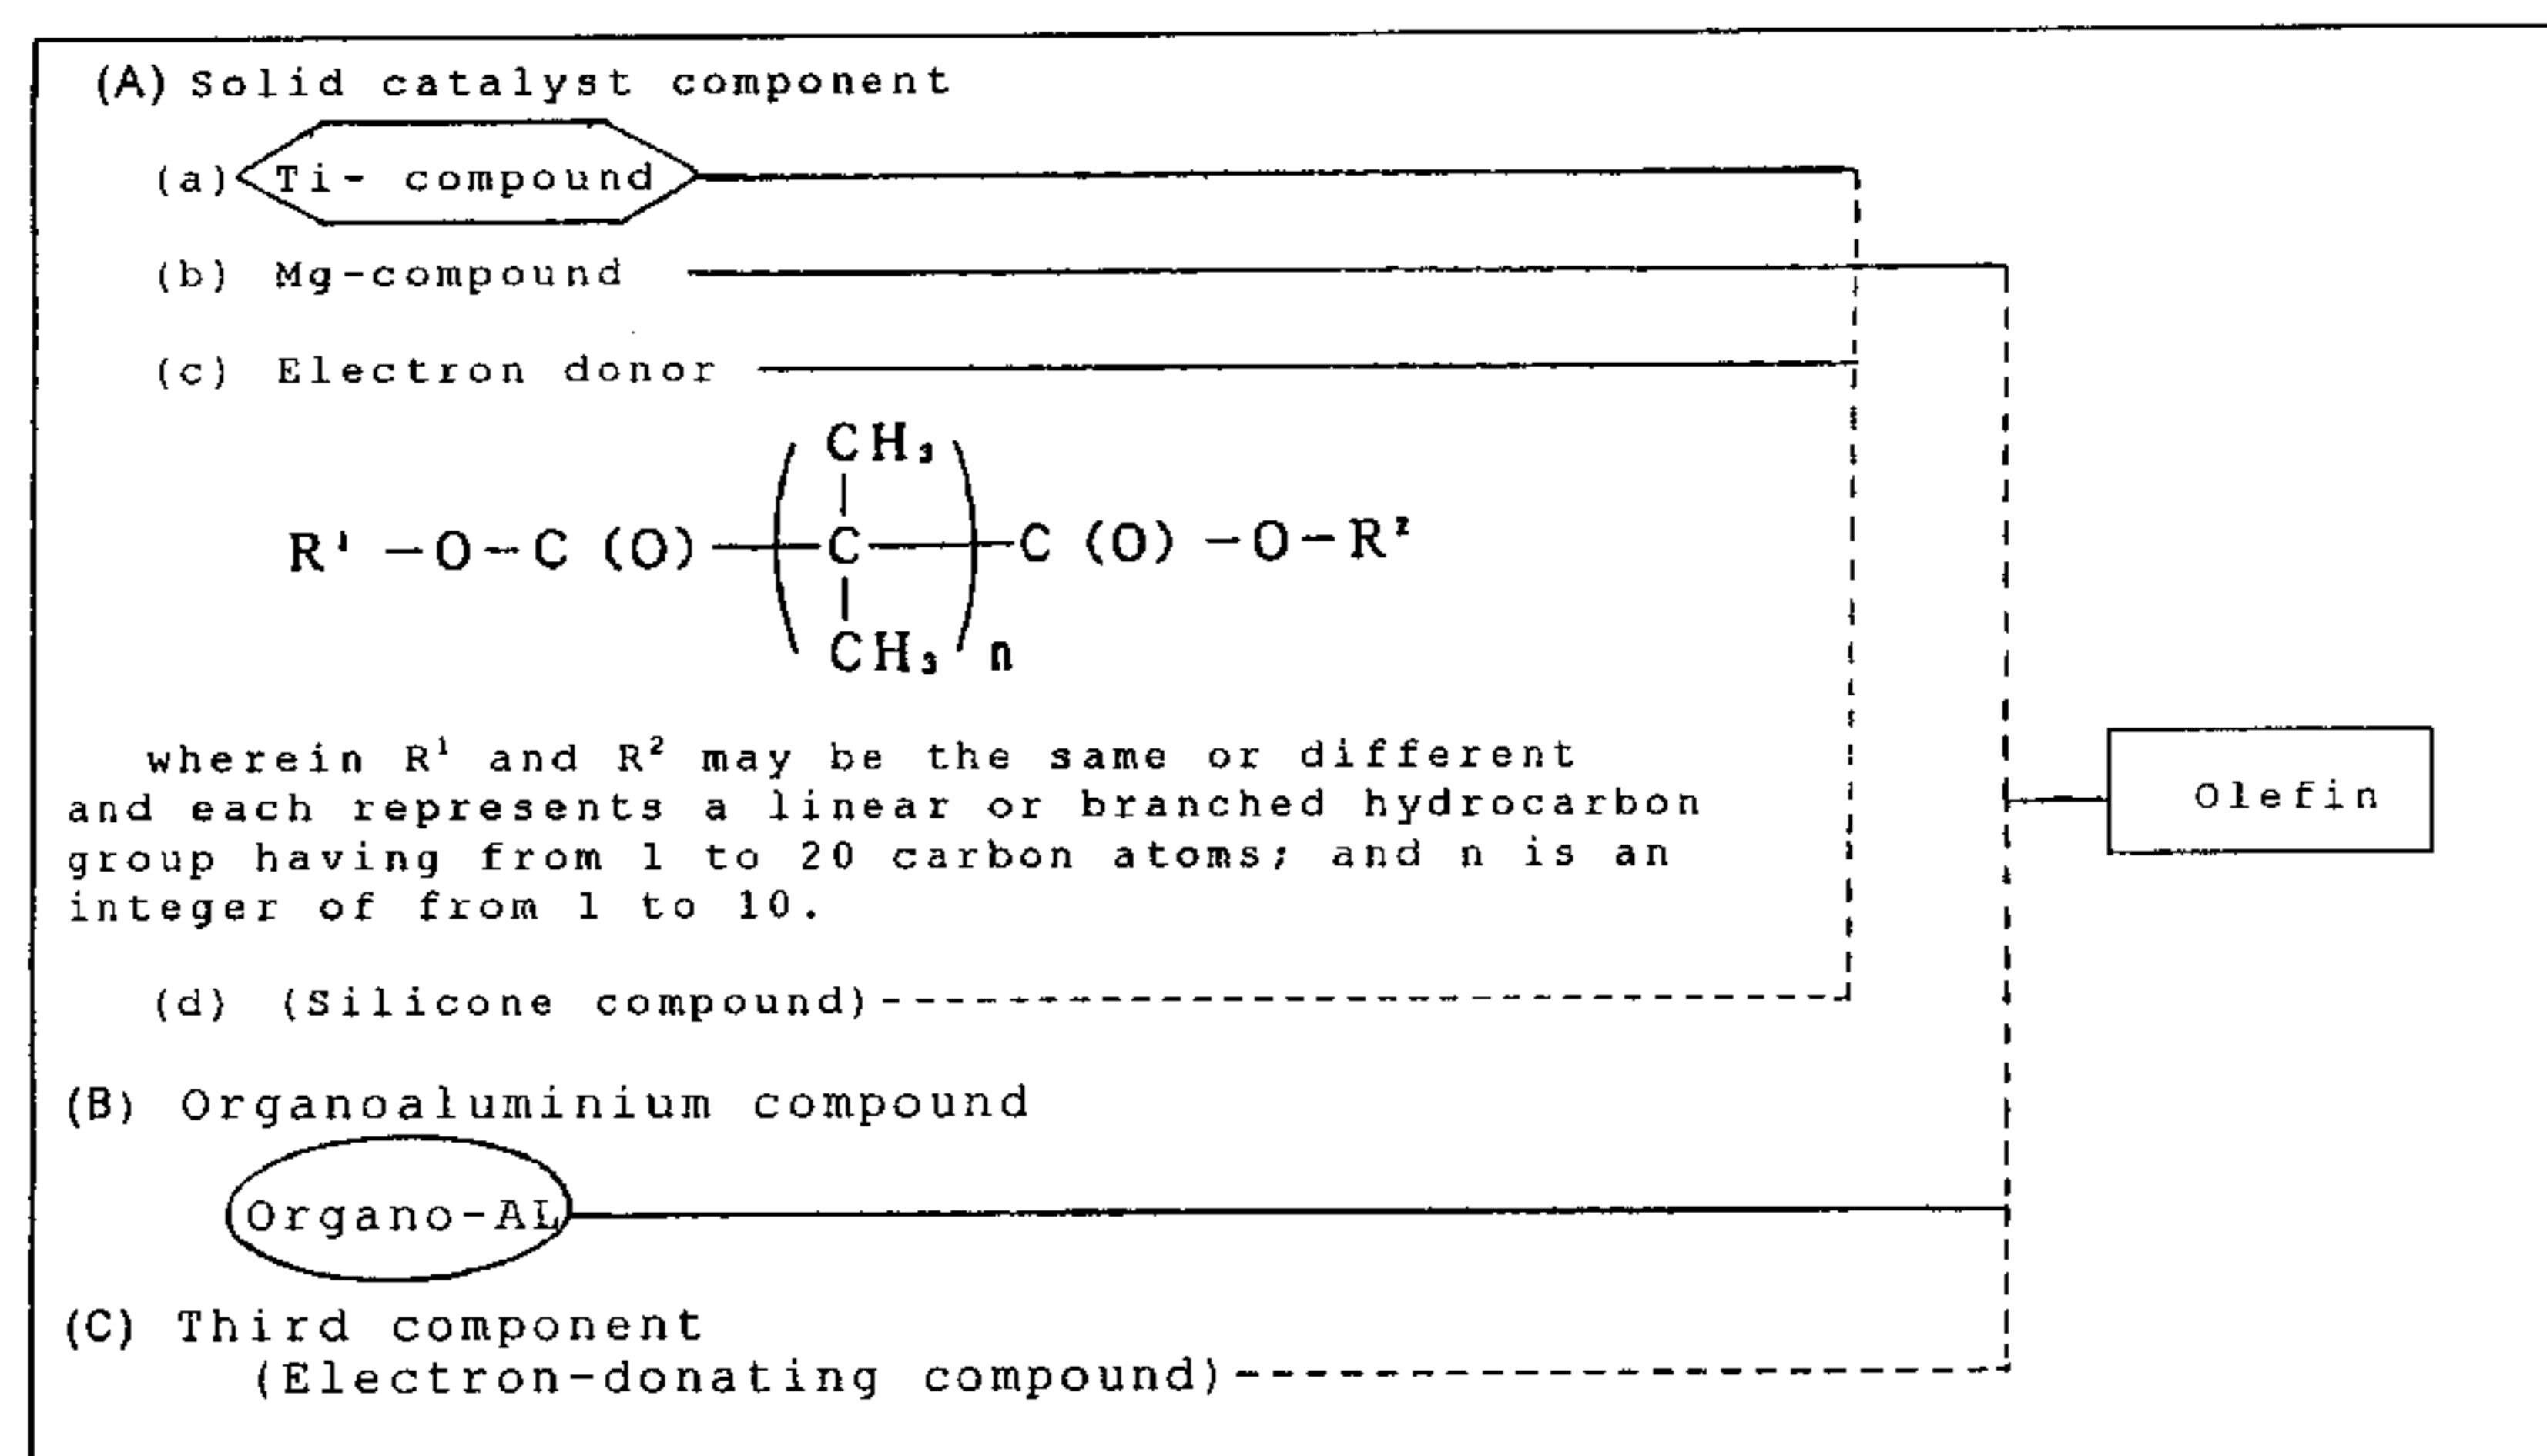 (A) Solid catalyst component
(a) Ti- compound
(b) Mg-compound
(c) Electron donor
CH₃
R¹ —O—C (O) — C — C (O) —O—R²
CH₃ n
wherein R¹ and R² may be the same or different
and each represents a linear or branched hydrocarbon
group having from 1 to 20 carbon atoms; and n is an
integer of from 1 to 10.
Olefin
(d) (Silicone compound)
(B) Organoaluminium compound
Organo-AL
(C) Third component
(Electron-donating compound)